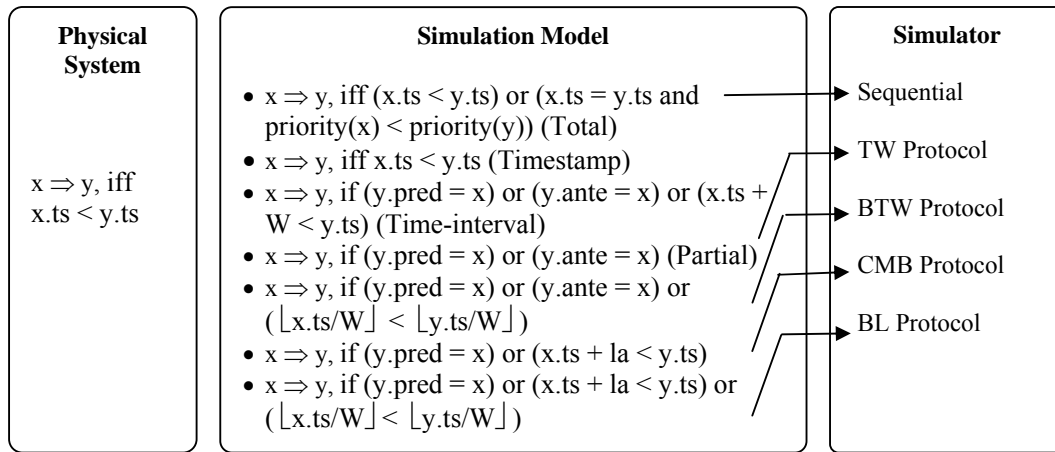 Physical
System
x ⇒ y, iff
x.ts < y.ts
Simulation Model
• x ⇒ y, iff (x.ts < y.ts) or (x.ts = y.ts and
priority(x) < priority(y)) (Total)
• x ⇒ y, iff x.ts < y.ts (Timestamp)
• x ⇒ y, if (y.pred = x) or (y.ante = x) or (x.ts +
W < y.ts) (Time-interval)
• x ⇒ y, if (y.pred = x) or (y.ante = x) (Partial)
• x ⇒ y, if (y.pred = x) or (y.ante = x) or
(⌊x.ts/W⌋ < ⌊y.ts/W⌋)
• x ⇒ y, if (y.pred = x) or (x.ts + la < y.ts)
• x ⇒ y, if (y.pred = x) or (x.ts + la < y.ts) or
(⌊x.ts/W⌋ < ⌊y.ts/W⌋)
Simulator
Sequential
TW Protocol
BTW Protocol
CMB Protocol
BL Protocol